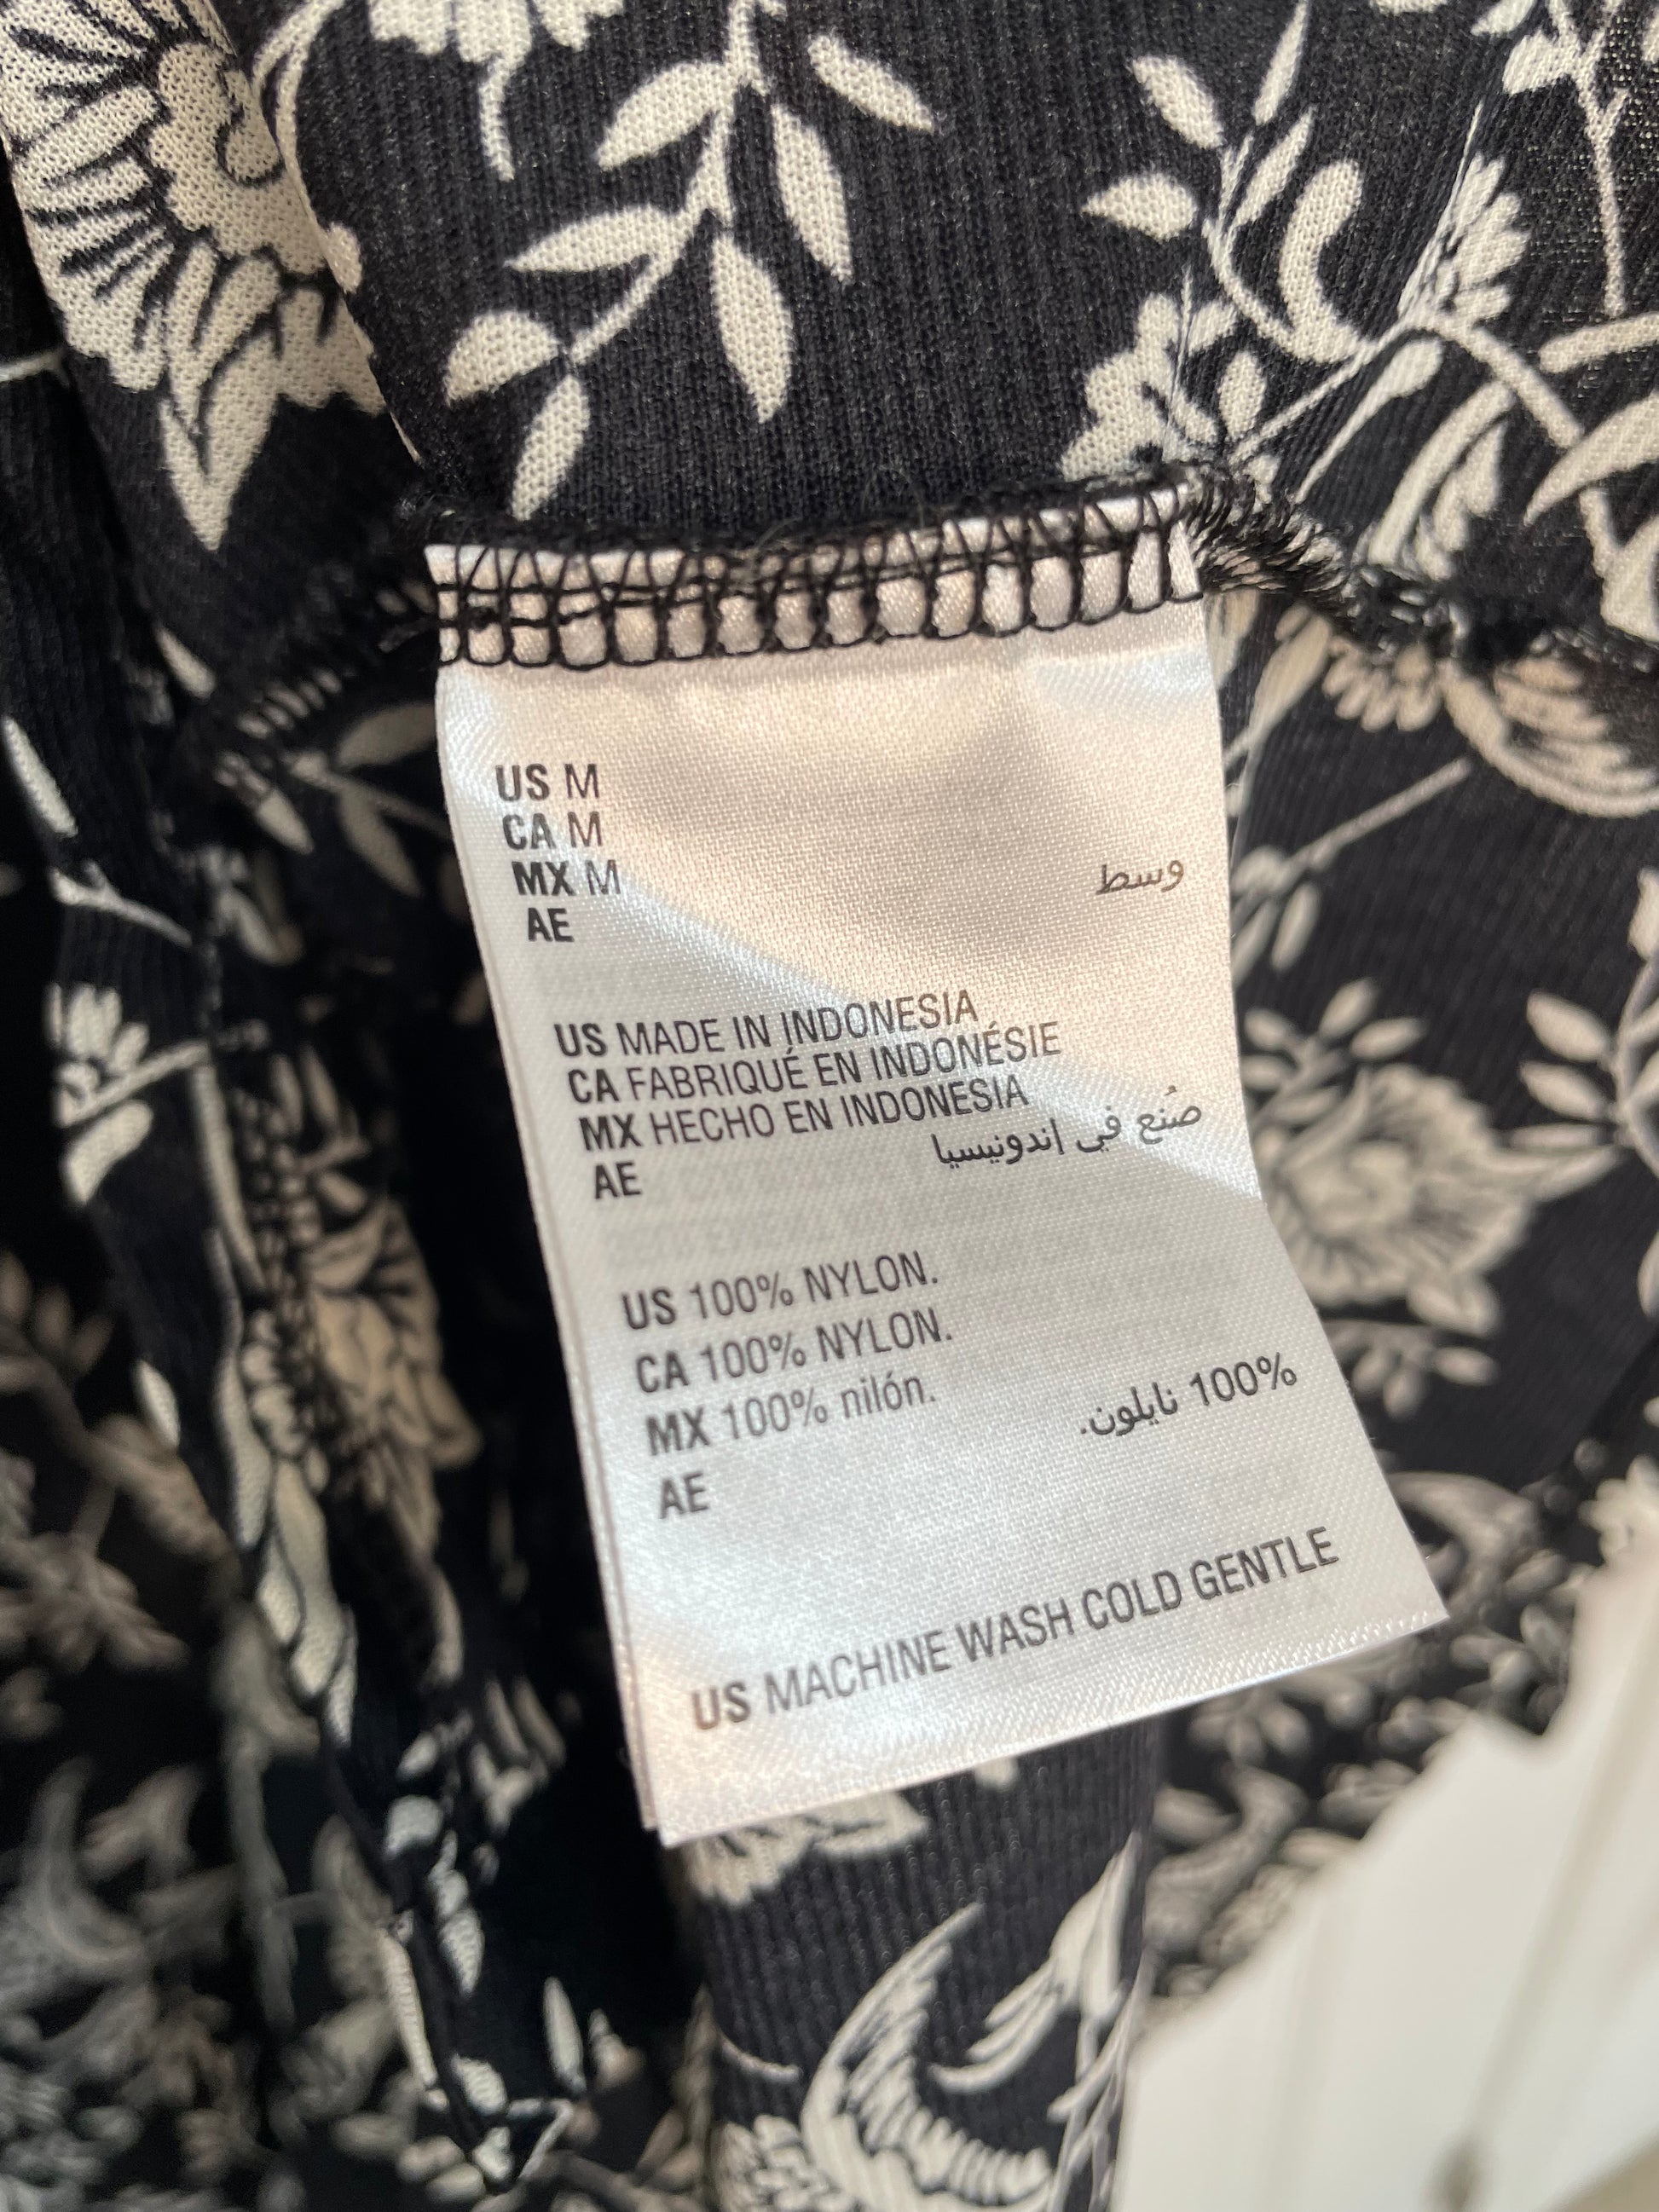 US M
CA M
MX M
AE وسط
US MADE IN INDONESIA
CA FABRIQUÉ EN INDONÉSIE
MX HECHO EN INDONESIA
AE صُنع في إندونيسيا
US 100% NYLON.
CA 100% NYLON.
MX 100% nilón.
AE 100% نايلون.
US MACHINE WASH COLD GENTLE